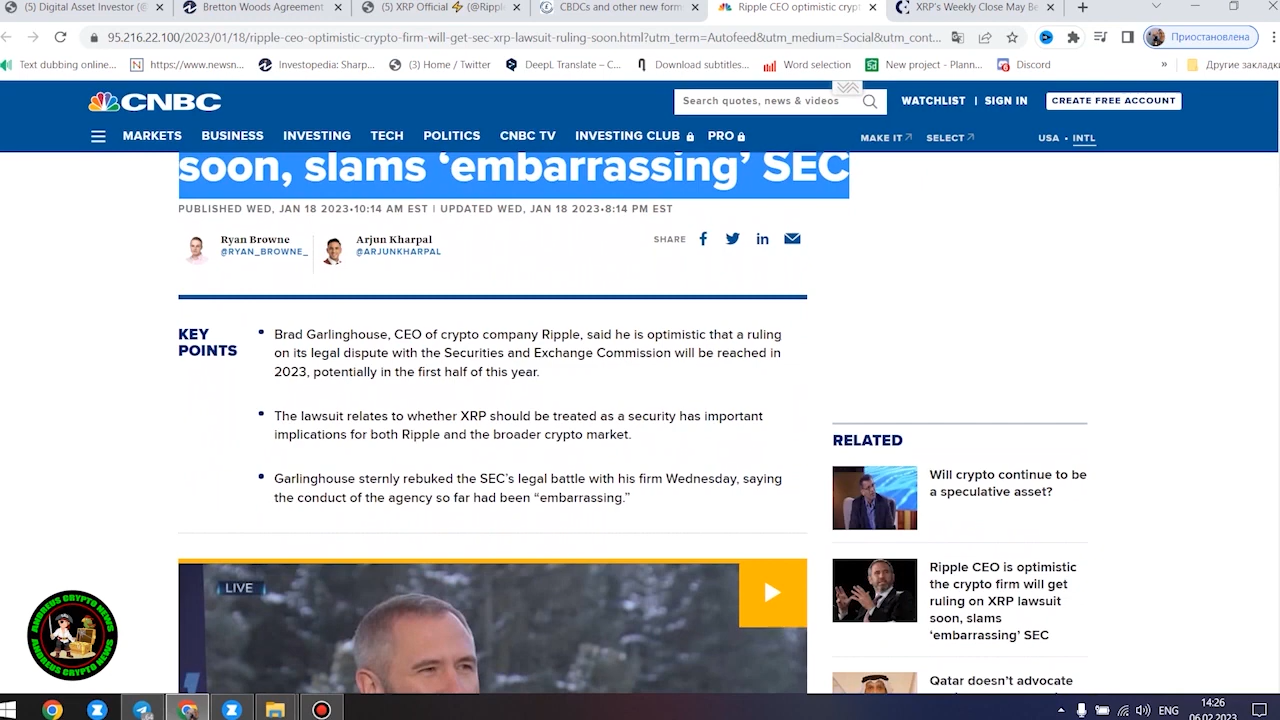 Digital Asset Investor (@
Bretton Woods Agreement
(5) XRP Official ⚡ (@Rippl
CBDCs and other new form
Ripple CEO optimistic crypt
XRP's Weekly Close May Be
95.216.22.100/2023/01/18/ripple-ceo-optimistic-crypto-firm-will-get-sec-xrp-lawsuit-ruling-soon.html?utm_term=Autofeed&utm_medium=Social&utm_cont...
Приостановлена
Text dubbing online...
https://www.newsn...
Investopedia: Sharp...
(3) Home / Twitter
DeepL Translate – C...
Download subtitles...
Word selection
New project - Plann...
Discord
»
Другие закладки
CNBC
Search quotes, news & videos
WATCHLIST | SIGN IN
CREATE FREE ACCOUNT
MARKETS BUSINESS INVESTING TECH POLITICS CNBC TV INVESTING CLUB PRO
MAKE IT SELECT USA • INTL
soon, slams ‘embarrassing’ SEC
PUBLISHED WED, JAN 18 2023•10:14 AM EST | UPDATED WED, JAN 18 2023•8:14 PM EST
Ryan Browne
@RYAN_BROWNE_
Arjun Kharpal
@ARJUNKHARPAL
SHARE
KEY
POINTS
Brad Garlinghouse, CEO of crypto company Ripple, said he is optimistic that a ruling
on its legal dispute with the Securities and Exchange Commission will be reached in
2023, potentially in the first half of this year.
The lawsuit relates to whether XRP should be treated as a security has important
implications for both Ripple and the broader crypto market.
Garlinghouse sternly rebuked the SEC’s legal battle with his firm Wednesday, saying
the conduct of the agency so far had been “embarrassing.”
RELATED
Will crypto continue to be
a speculative asset?
Ripple CEO is optimistic
the crypto firm will get
ruling on XRP lawsuit
soon, slams
‘embarrassing’ SEC
Qatar doesn’t advocate
LIVE
ANDREUS CRYPTO NEWS
ANDREUS CRYPTO NEWS
ENG
14:26
06.02.2023